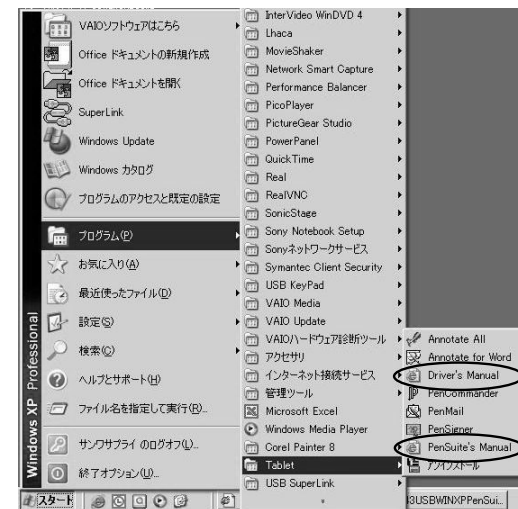 VAIOソフトウェアはこちら
Office ドキュメントの新規作成
Office ドキュメントを開く
SuperLink
Windows Update
Windows カタログ
プログラムのアクセスと既定の設定
プログラム(P)
お気に入り(A)
最近使ったファイル(D)
設定(S)
検索(C)
ヘルプとサポート(H)
ファイル名を指定して実行(R)...
サンワサプライ のログオフ(L)...
終了オプション(U)...
Windows XP Professional
スタート
InterVideo WinDVD 4
Lhaca
MovieShaker
Network Smart Capture
Performance Balancer
PicoPlayer
PictureGear Studio
PowerPanel
QuickTime
Real
RealVNC
SonicStage
Sony Notebook Setup
Sonyネットワークサービス
Symantec Client Security
USB KeyPad
VAIO Media
VAIO Update
VAIOハードウェア診断ツール
アクセサリ
インターネット接続サービス
管理ツール
Microsoft Excel
Windows Media Player
Corel Painter 8
Tablet
USB SuperLink
Annotate All
Annotate for Word
Driver's Manual
PenCommander
PenMail
PenSigner
PenSuite's Manual
アンインストール
3USBWINXPPenSui...